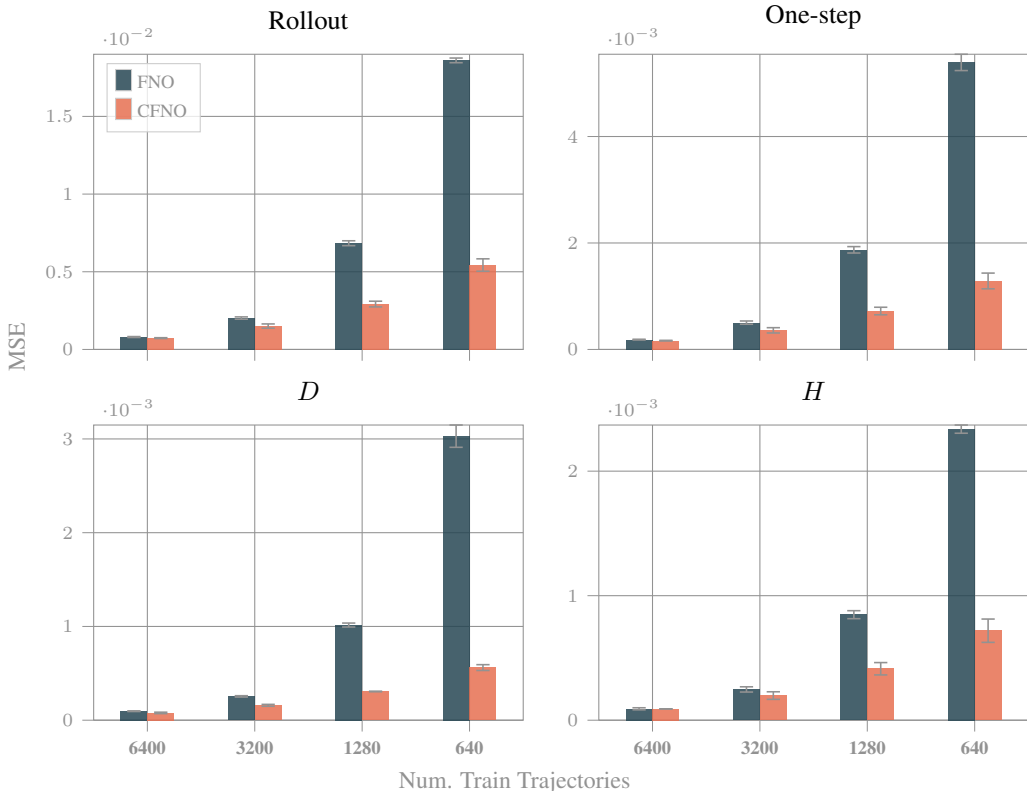 Rollout
One-step
·10⁻²
·10⁻³
FNO
CFNO
1.5
1
0.5
0
4
2
0
MSE
D
H
·10⁻³
·10⁻³
3
2
1
0
2
1
0
6400 3200 1280 640
6400 3200 1280 640
Num. Train Trajectories